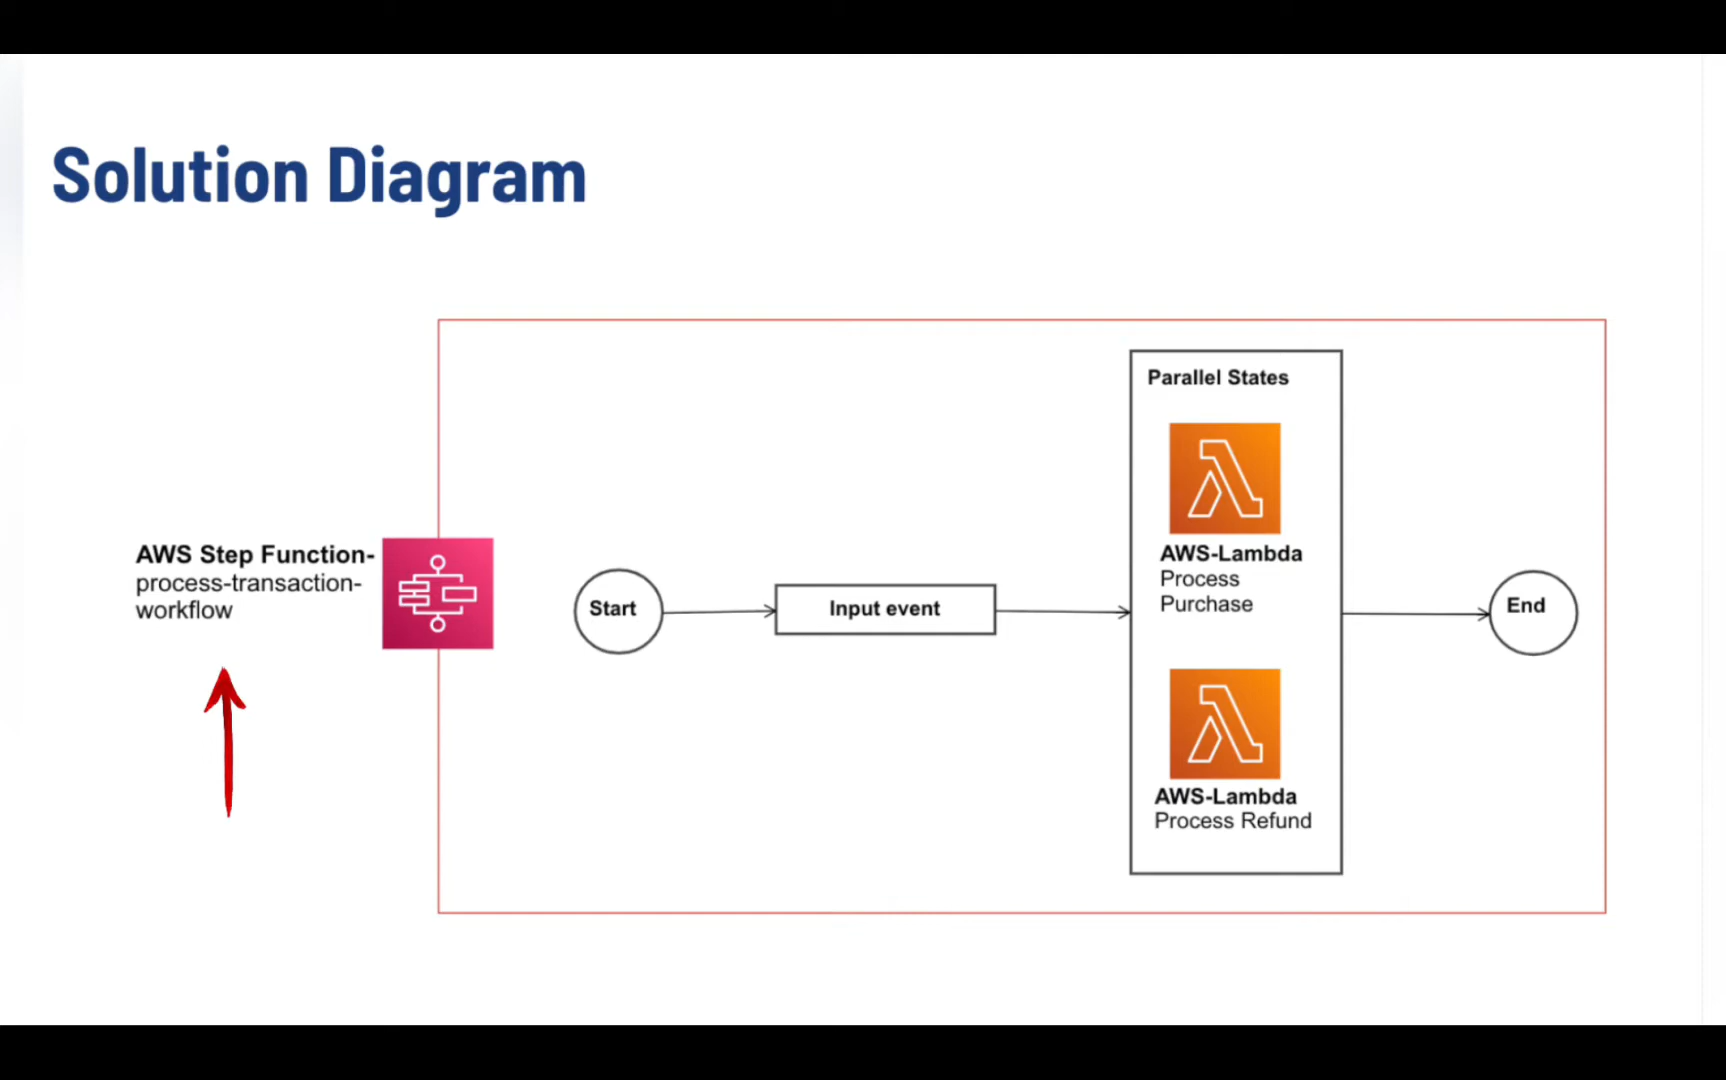 Solution Diagram
AWS Step Function-
process-transaction-
workflow
Start
Input event
Parallel States
AWS-Lambda
Process
Purchase
AWS-Lambda
Process Refund
End